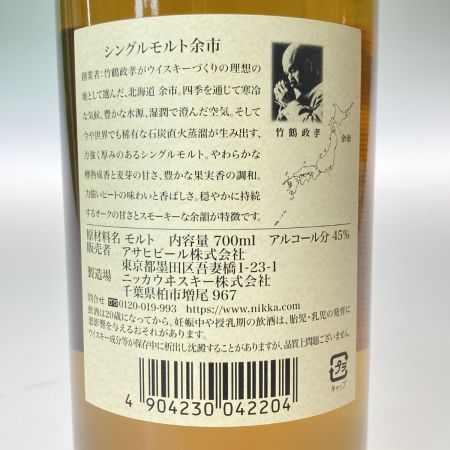 シングルモルト余市
創業者:竹鶴政孝がウイスキーづくりの理想の
地として選んだ、北海道 余市。四季を通じて寒冷
な気候、豊かな水源、湿潤で澄んだ空気。そして
今や世界でも稀有な石炭直火蒸溜が生み出す、
力強く厚みのあるシングルモルト。やわらかな
樽熟成香と麦芽の甘さ、豊かな果実香の調和。
力強いピートの味わいと香ばしさ。穏やかに持続
するオークの甘さとスモーキーな余韻が特徴です。
竹鶴政孝
余市
原材料名 モルト 内容量 700ml アルコール分 45%
販売者 アサヒビール株式会社
東京都墨田区吾妻橋1-23-1
製造場 ニッカウヰスキー株式会社
千葉県柏市増尾 967
問合せ 0120-019-993 https://www.nikka.com
飲酒は20歳になってから。妊娠中や授乳期の飲酒は、胎児・乳児の発育に
悪影響を与えるおそれがあります。
ウイスキー成分等が保存中に析出し沈澱することがありますが、品質上問題ございません。
プラ
キャップ
4 904230 042204